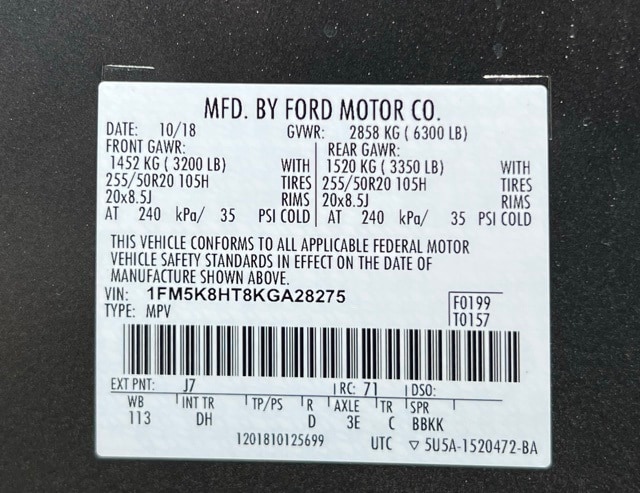 MFD. BY FORD MOTOR CO.
DATE: 10/18 GVWR: 2858 KG ( 6300 LB)
FRONT GAWR: REAR GAWR:
1452 KG ( 3200 LB) WITH 1520 KG ( 3350 LB) WITH
255/50R20 105H TIRES 255/50R20 105H TIRES
20x8.5J RIMS 20x8.5J RIMS
AT 240 kPa/ 35 PSI COLD AT 240 kPa/ 35 PSI COLD
THIS VEHICLE CONFORMS TO ALL APPLICABLE FEDERAL MOTOR
VEHICLE SAFETY STANDARDS IN EFFECT ON THE DATE OF
MANUFACTURE SHOWN ABOVE.
VIN: 1FM5K8HT8KGA28275 F0199
TYPE: MPV T0157
EXT PNT: J7 RC: 71 DSO:
WB INT TR TP/PS R AXLE TR SPR
113 DH D 3E C BBKK
1201810125699 UTC ▽ 5U5A-1520472-BA